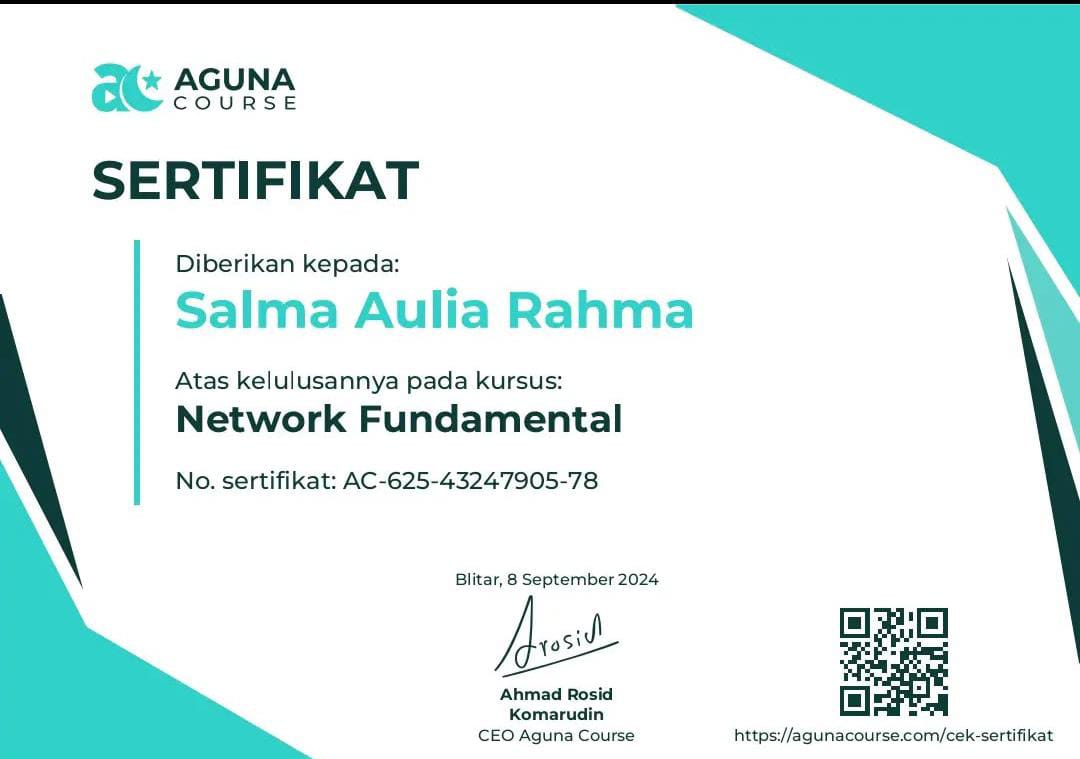 AGUNA
COURSE
SERTIFIKAT
Diberikan kepada:
Salma Aulia Rahma
Atas kelulusannya pada kursus:
Network Fundamental
No. sertifikat: AC-625-43247905-78
Blitar, 8 September 2024
Arosid
Ahmad Rosid
Komarudin
CEO Aguna Course
https://agunacourse.com/cek-sertifikat